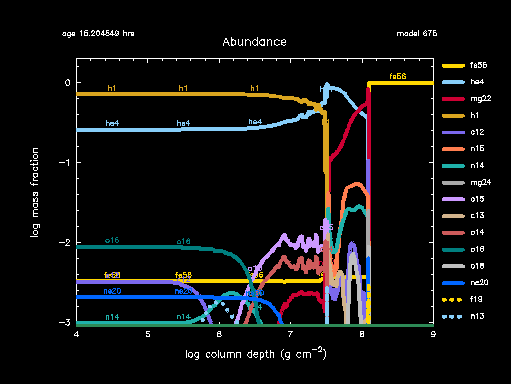 age 15.204549 hrs
model 675
Abundance
fe56
he4
mg22
h1
c12
n15
n14
mg24
o15
c13
o14
o16
o18
ne20
f19
n13
fe56
h1 h1 h1
he4 he4 he4
o16 o16
fe56 fe56
ne20
n14 n14
0
−1
−2
−3
4 5 6 7 8 9
log mass fraction
log column depth (g cm⁻²)